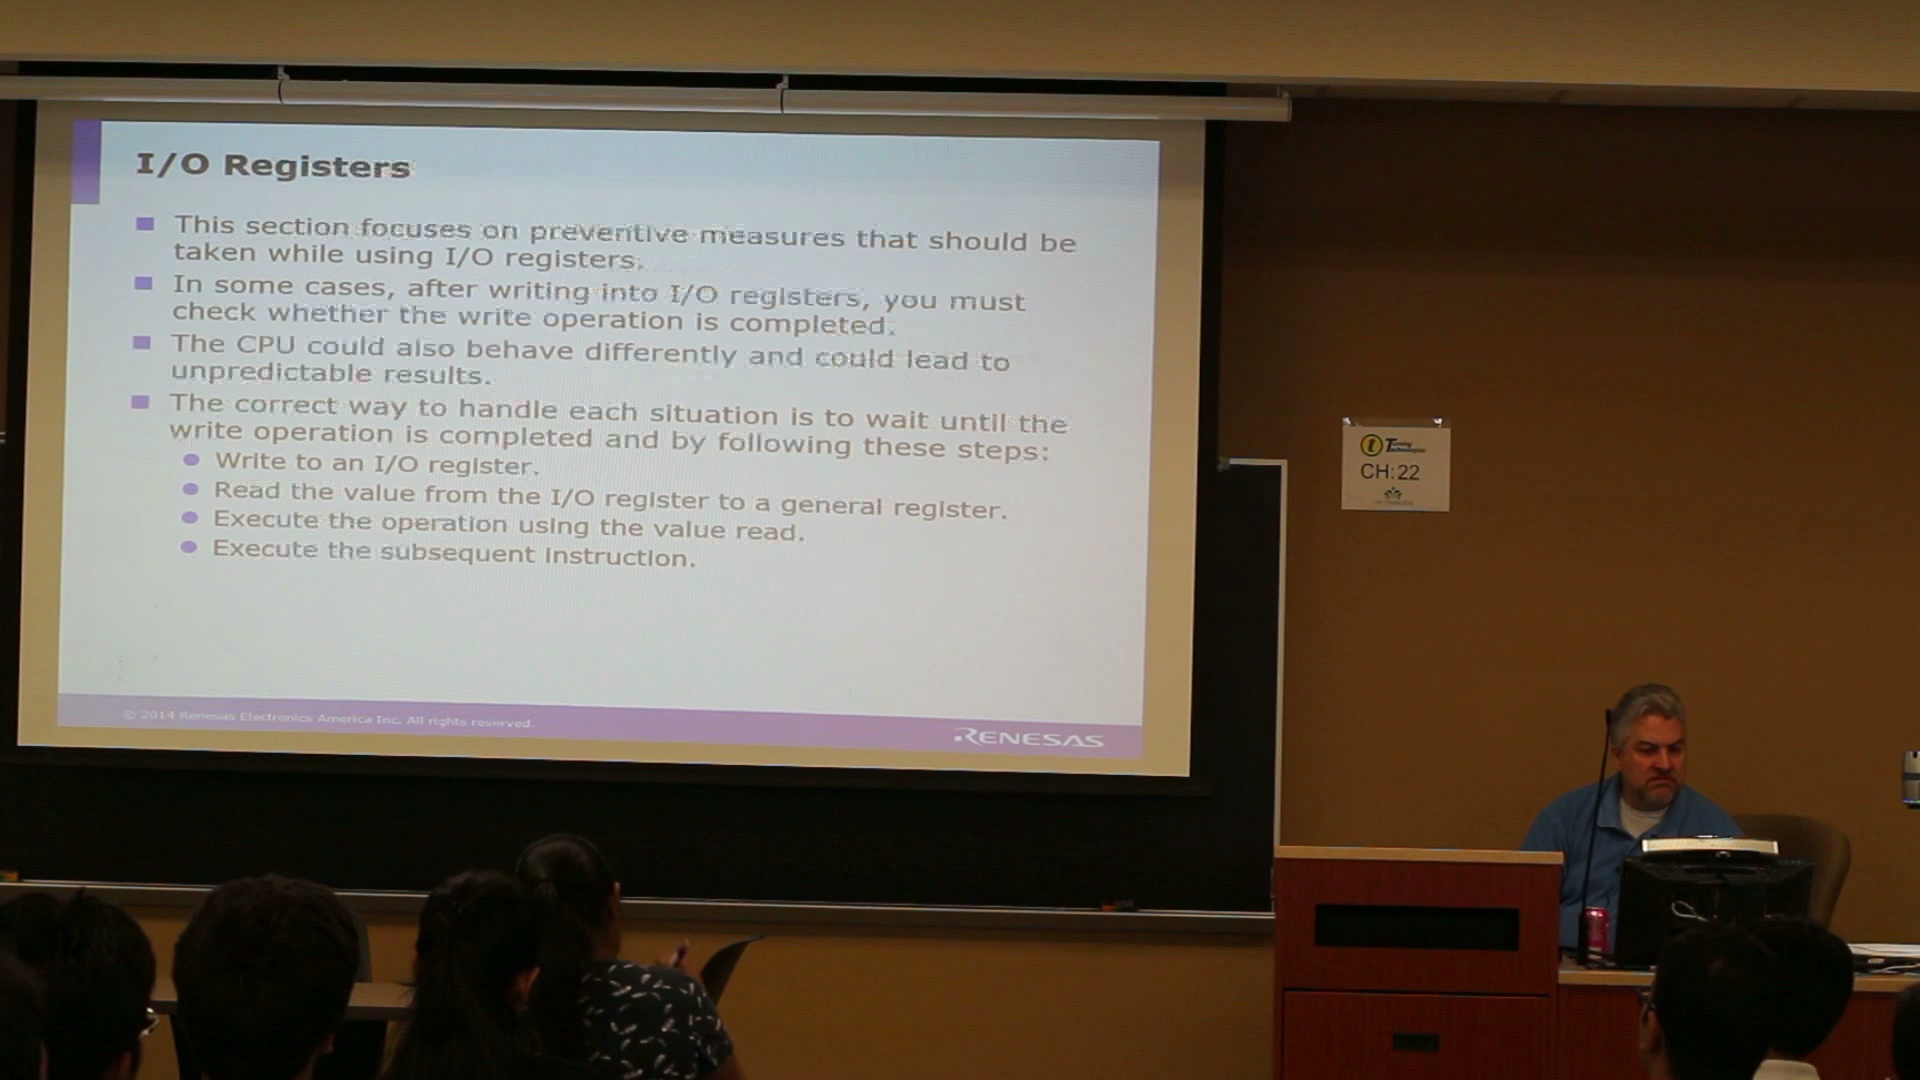 I/O Registers
This section focuses on preventive measures that should be
taken while using I/O registers.
In some cases, after writing into I/O registers, you must
check whether the write operation is completed.
The CPU could also behave differently and could lead to
unpredictable results.
The correct way to handle each situation is to wait until the
write operation is completed and by following these steps:
Write to an I/O register.
Read the value from the I/O register to a general register.
Execute the operation using the value read.
Execute the subsequent instruction.
© 2014 Renesas Electronics America Inc. All rights reserved.
RENESAS
Turning
Technologies
CH:22